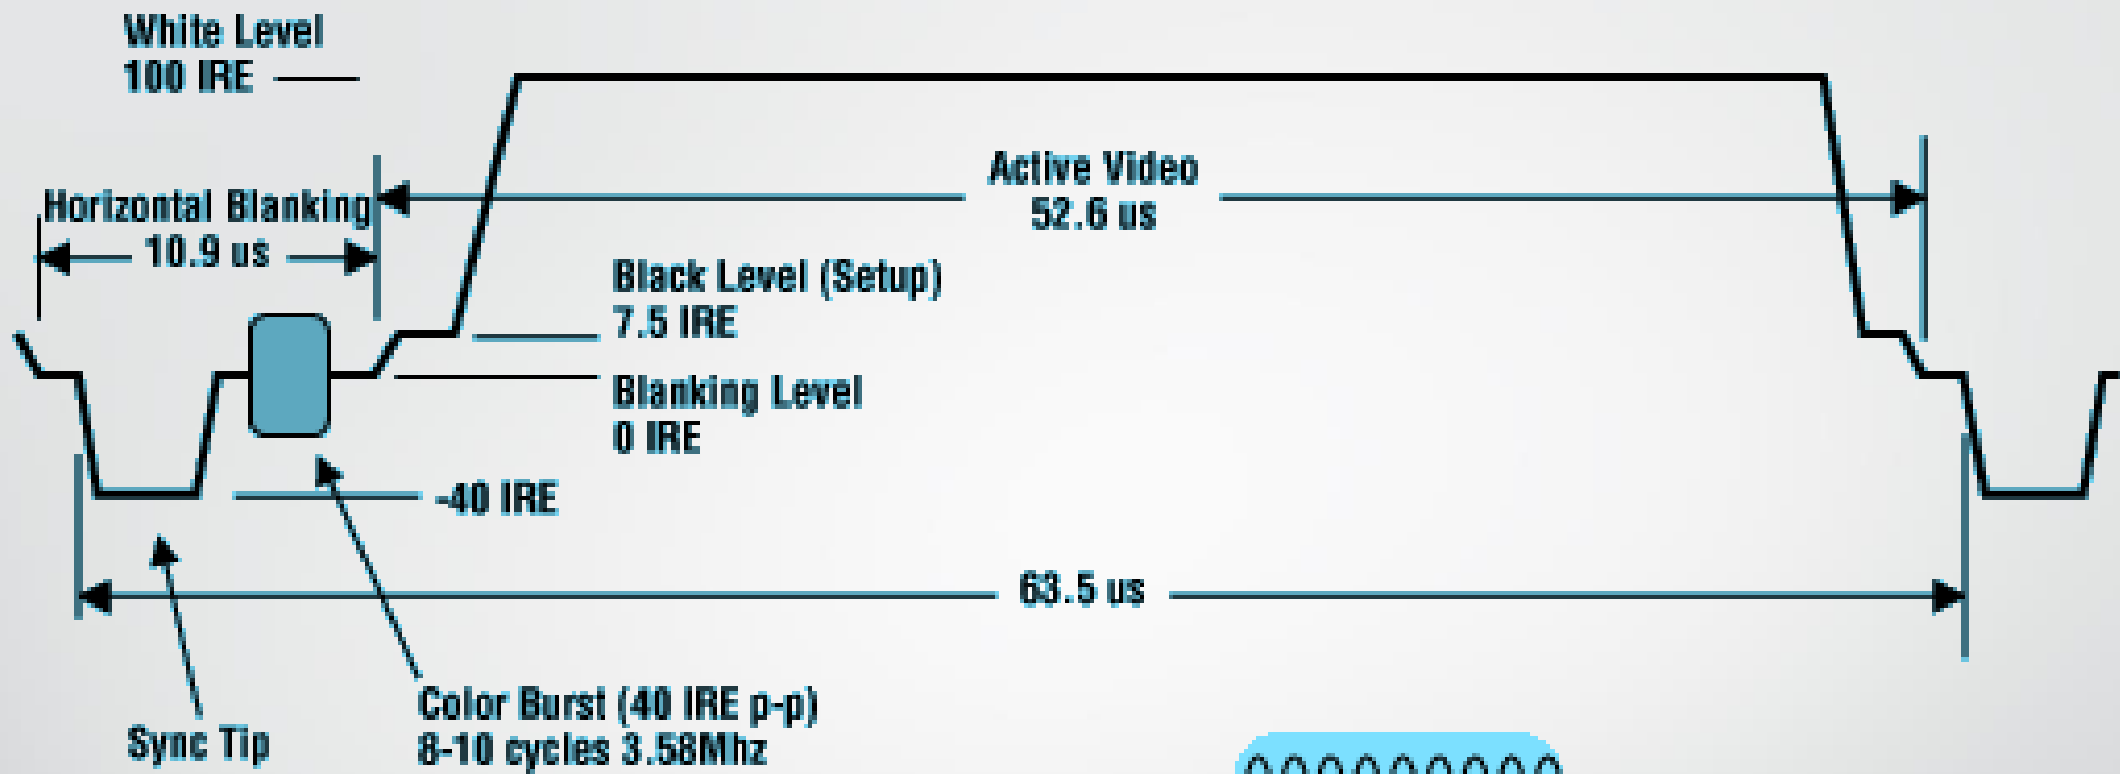 White Level
100 IRE
Active Video
52.6 us
Horizontal Blanking
10.9 us
Black Level (Setup)
7.5 IRE
Blanking Level
0 IRE
-40 IRE
63.5 us
Color Burst (40 IRE p-p)
8-10 cycles 3.58Mhz
Sync Tip